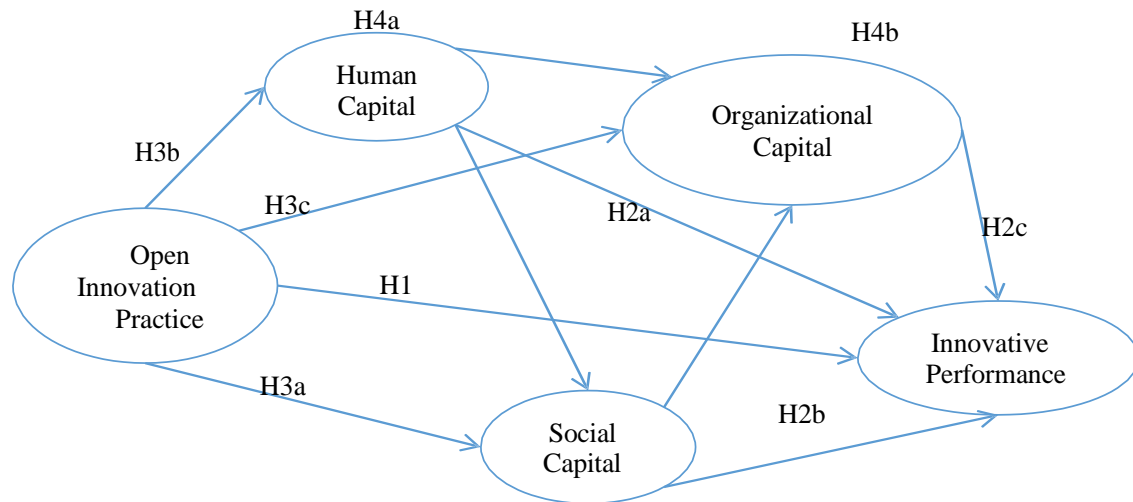 H4a
H4b
Human
Capital
Organizational
Capital
H3b
H3c
H2a
H2c
Open
Innovation
Practice
H1
Innovative
Performance
H3a
H2b
Social
Capital